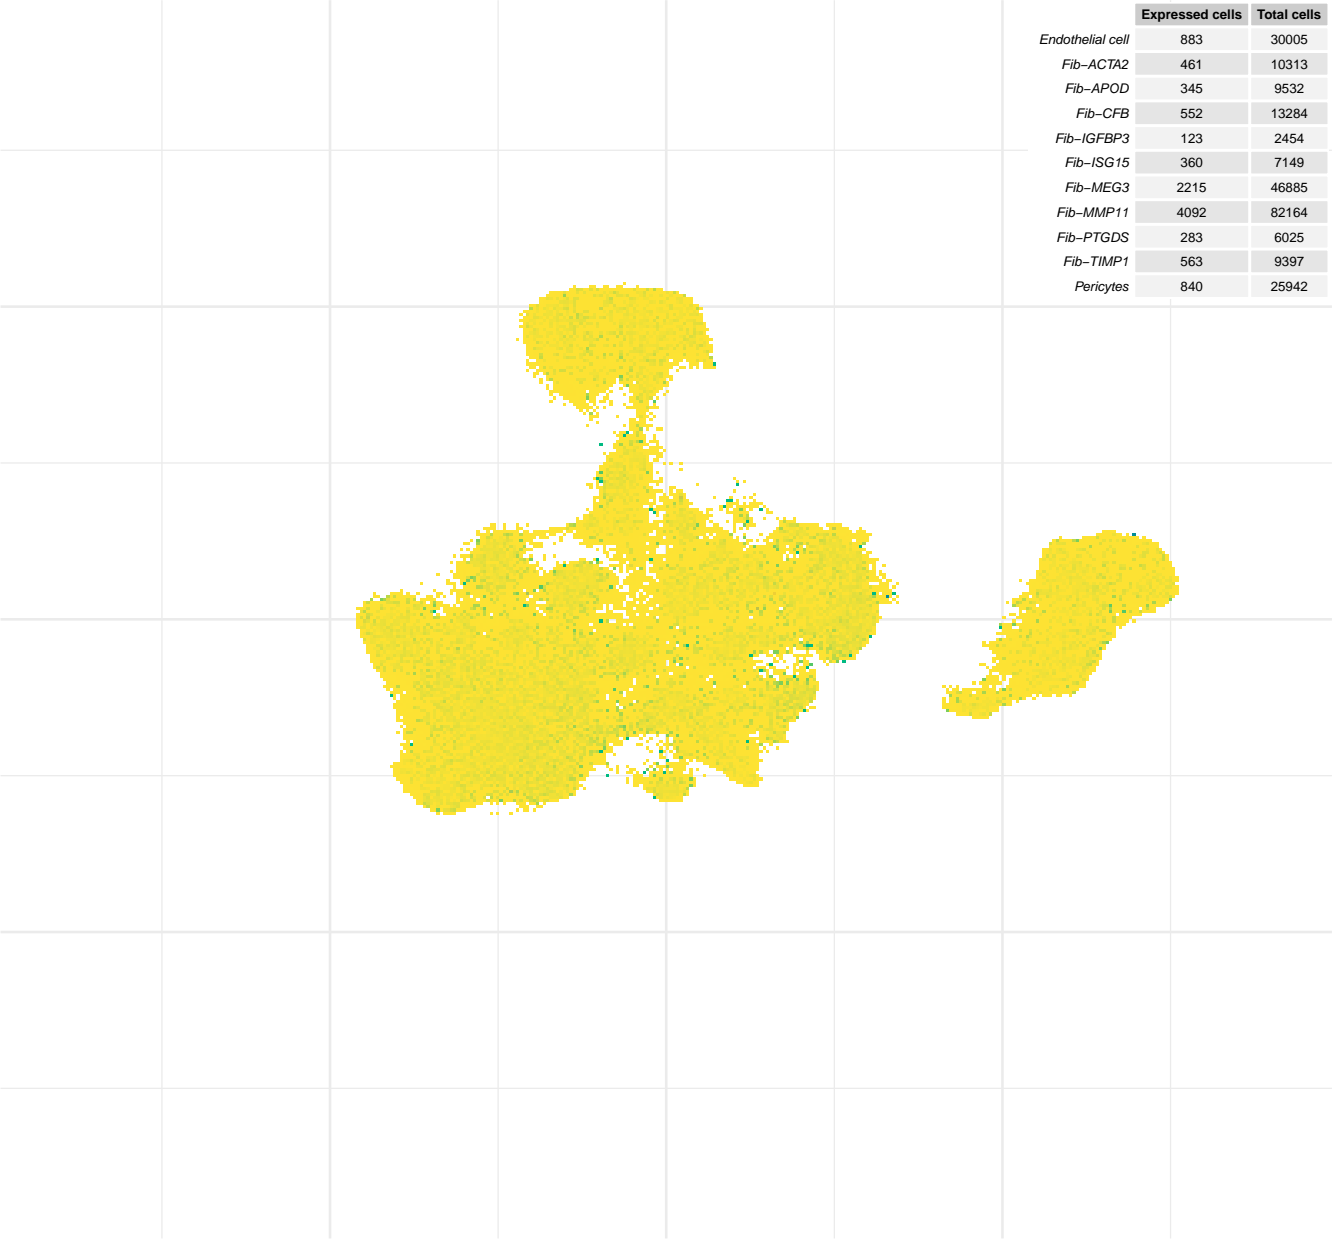 Expressed cells Total cells
Endothelial cell 883 30005
Fib−ACTA2 461 10313
Fib−APOD 345 9532
Fib−CFB 552 13284
Fib−IGFBP3 123 2454
Fib−ISG15 360 7149
Fib−MEG3 2215 46885
Fib−MMP11 4092 82164
Fib−PTGDS 283 6025
Fib−TIMP1 563 9397
Pericytes 840 25942